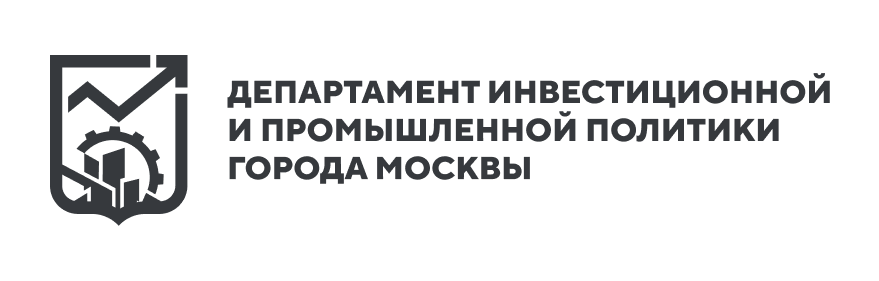 ДЕПАРТАМЕНТ ИНВЕСТИЦИОННОЙ
И ПРОМЫШЛЕННОЙ ПОЛИТИКИ
ГОРОДА МОСКВЫ